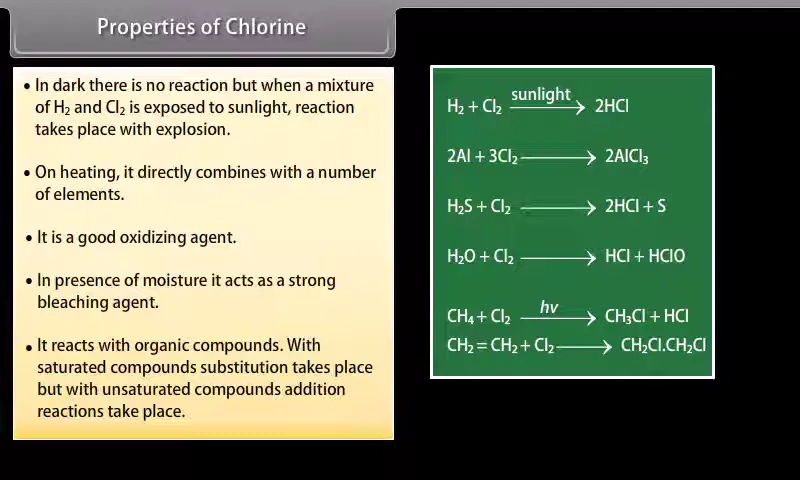 Properties of Chlorine
• In dark there is no reaction but when a mixture
of H₂ and Cl₂ is exposed to sunlight, reaction
takes place with explosion.
• On heating, it directly combines with a number
of elements.
• It is a good oxidizing agent.
• In presence of moisture it acts as a strong
bleaching agent.
• It reacts with organic compounds. With
saturated compounds substitution takes place
but with unsaturated compounds addition
reactions take place.
H₂ + Cl₂ sunlight → 2HCl
2Al + 3Cl₂ → 2AlCl₃
H₂S + Cl₂ → 2HCl + S
H₂O + Cl₂ → HCl + HClO
CH₄ + Cl₂ hv → CH₃Cl + HCl
CH₂ = CH₂ + Cl₂ → CH₂Cl.CH₂Cl